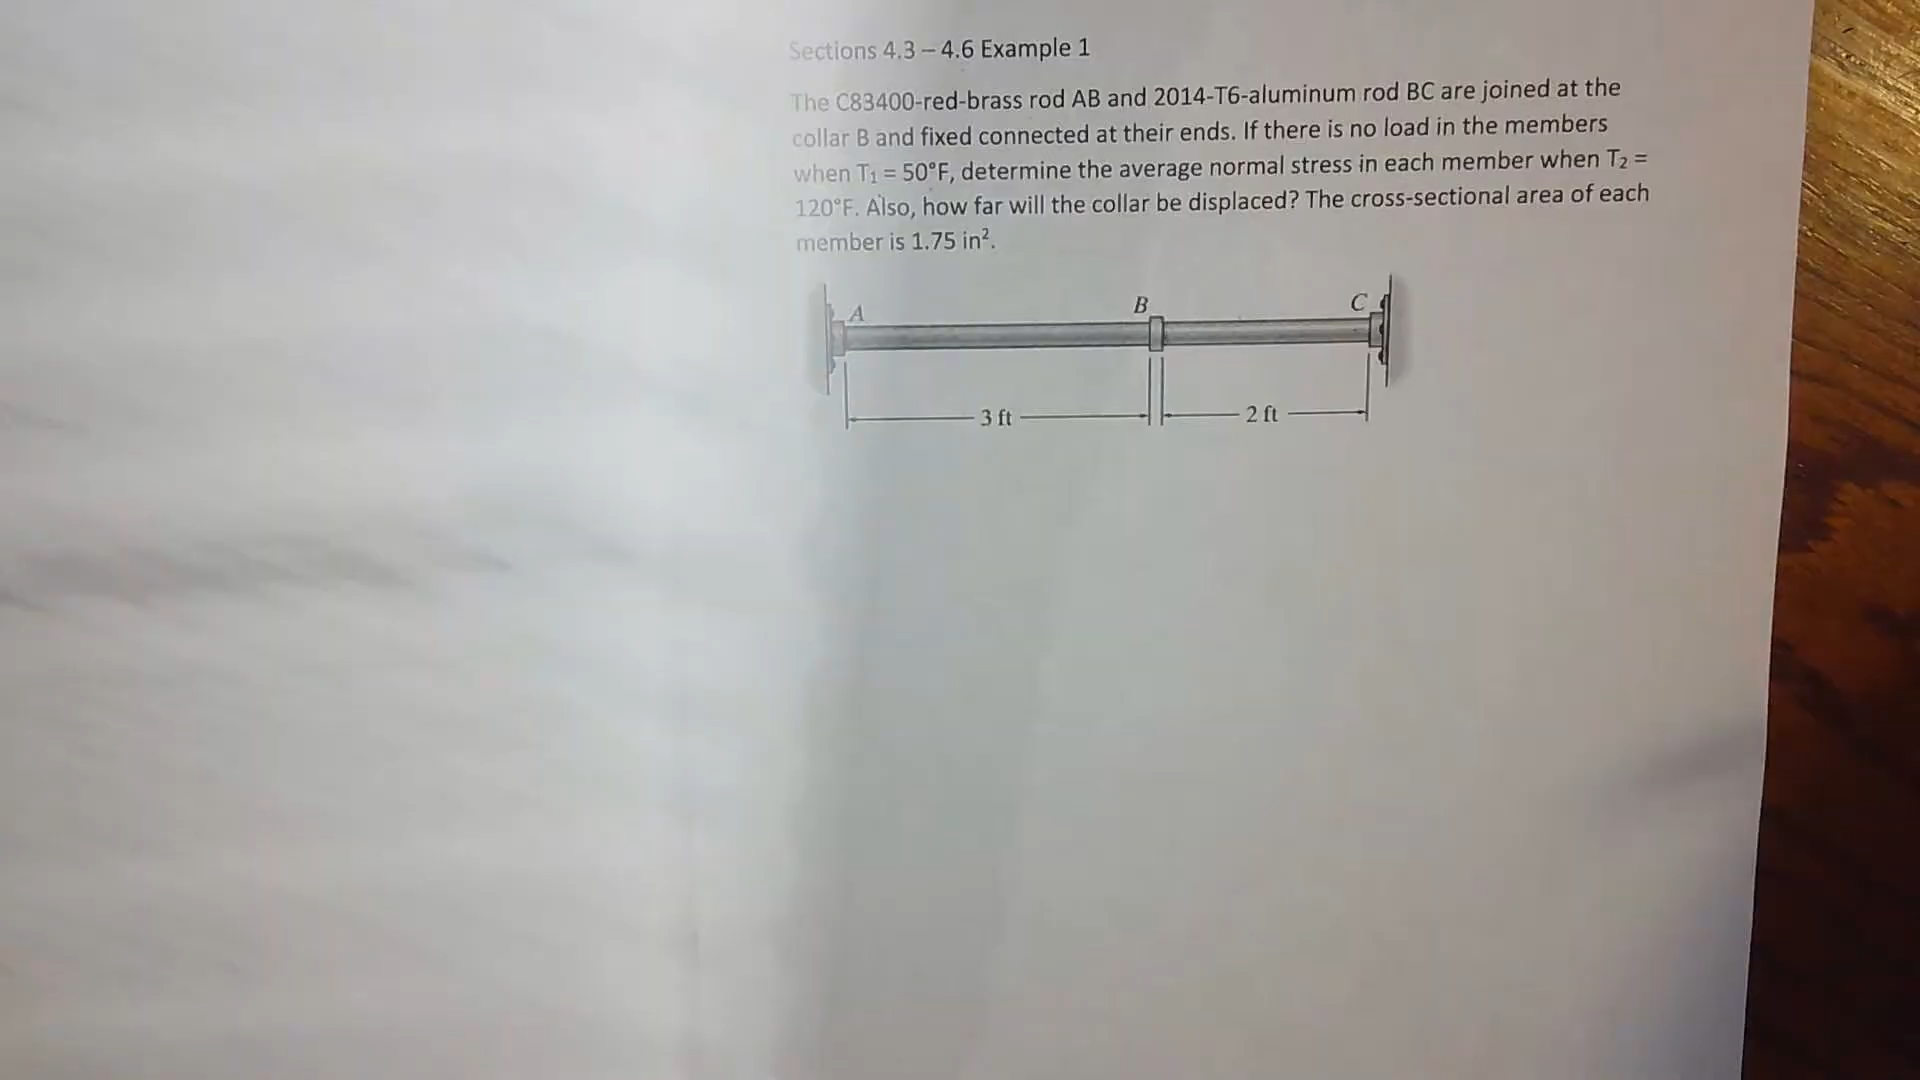 Sections 4.3 – 4.6 Example 1
The C83400-red-brass rod AB and 2014-T6-aluminum rod BC are joined at the
collar B and fixed connected at their ends. If there is no load in the members
when T₁ = 50°F, determine the average normal stress in each member when T₂ =
120°F. Also, how far will the collar be displaced? The cross-sectional area of each
member is 1.75 in².
A B C
3 ft 2 ft